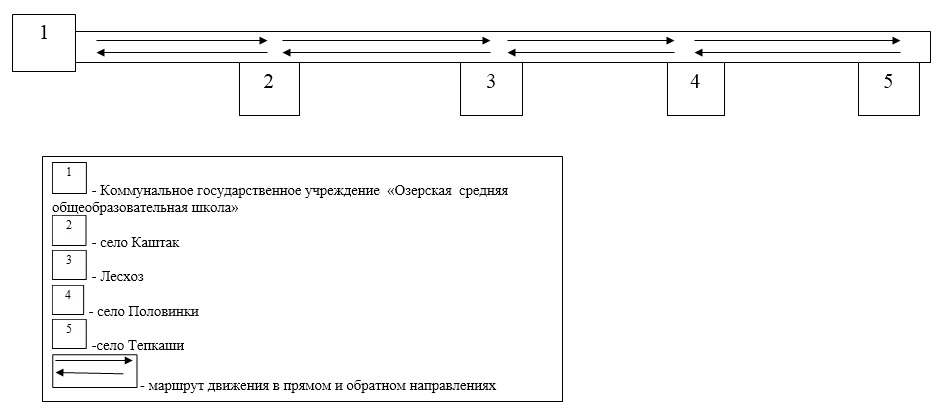 1
2
3
4
5
1 - Коммунальное государственное учреждение «Озерская средняя
общеобразовательная школа»
2 - село Каштак
3 - Лесхоз
4 - село Половинки
5 -село Тепкаши
- маршрут движения в прямом и обратном направлениях